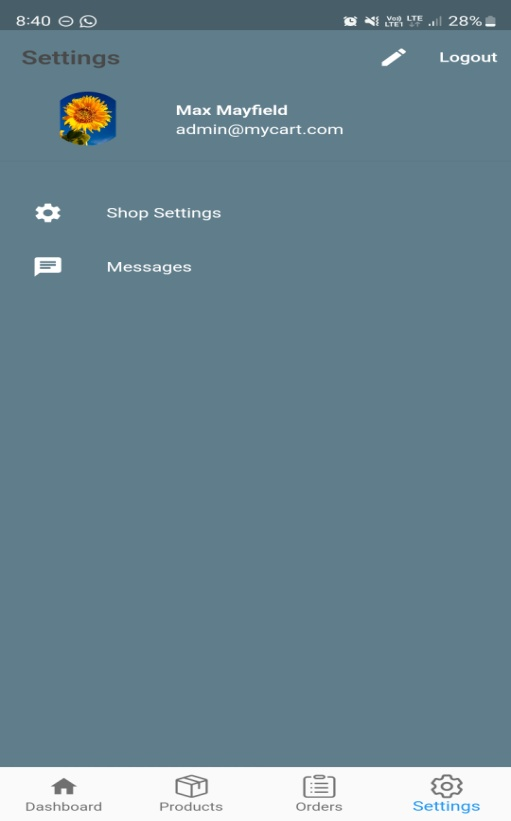 8:40 28%
Settings Logout
Max Mayfield
admin@mycart.com
Shop Settings
Messages
Dashboard Products Orders Settings